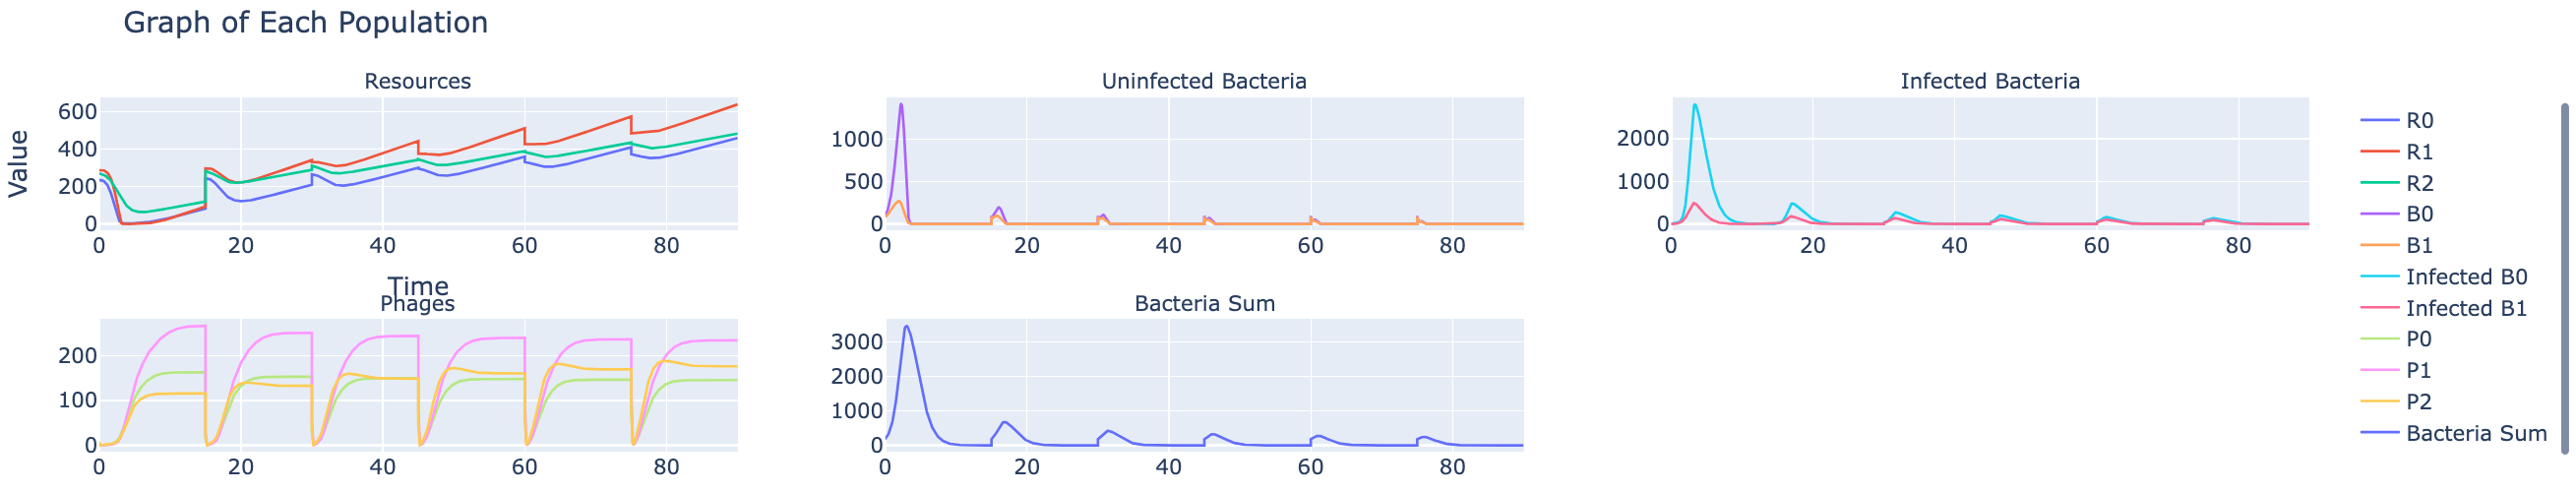 Graph of Each Population
Resources
Uninfected Bacteria
Infected Bacteria
Value
600
400
200
0
0 20 40 60 80
1000
500
0
0 20 40 60 80
2000
1000
0
0 20 40 60 80
Time
Phages
Bacteria Sum
200
100
0
0 20 40 60 80
3000
2000
1000
0
0 20 40 60 80
R0
R1
R2
B0
B1
Infected B0
Infected B1
P0
P1
P2
Bacteria Sum